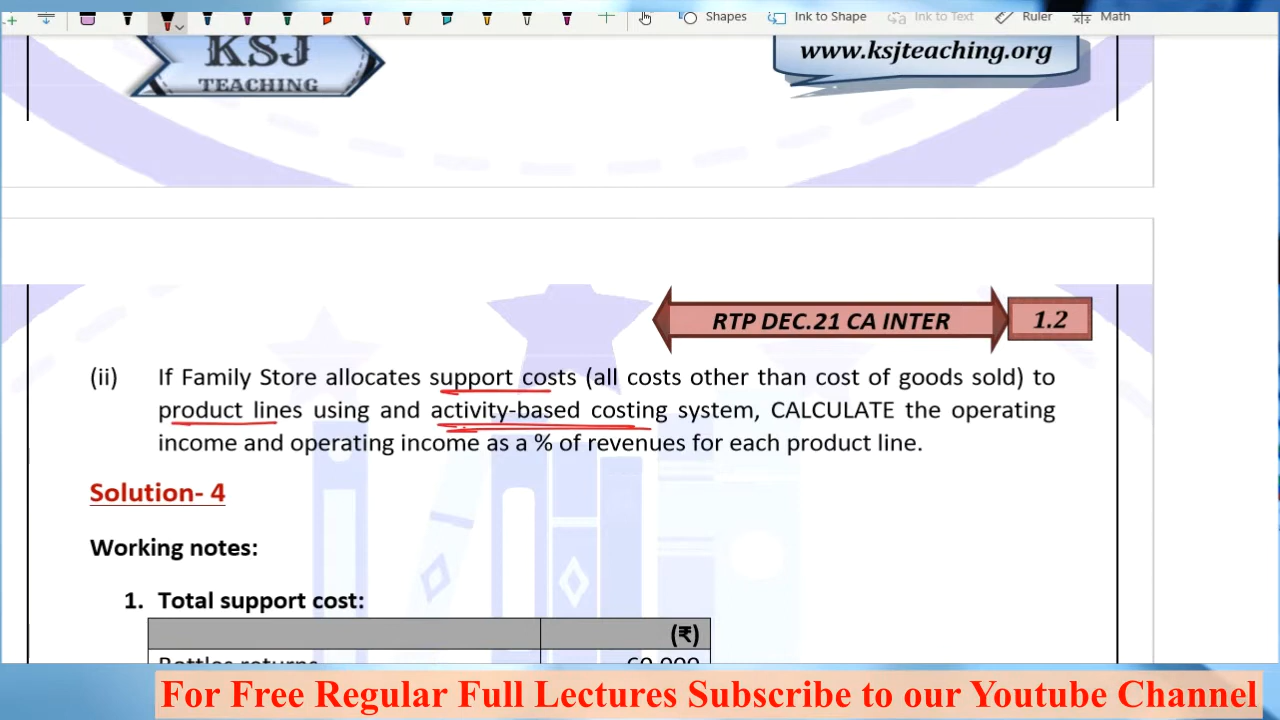 Shapes Ink to Shape Ink to Text Ruler Math
KSJ
TEACHING
www.ksjteaching.org
RTP DEC.21 CA INTER 1.2
(ii) If Family Store allocates support costs (all costs other than cost of goods sold) to
product lines using and activity-based costing system, CALCULATE the operating
income and operating income as a % of revenues for each product line.
Solution- 4
Working notes:
1. Total support cost:
(₹)
Bottles returns 60,000
For Free Regular Full Lectures Subscribe to our Youtube Channel